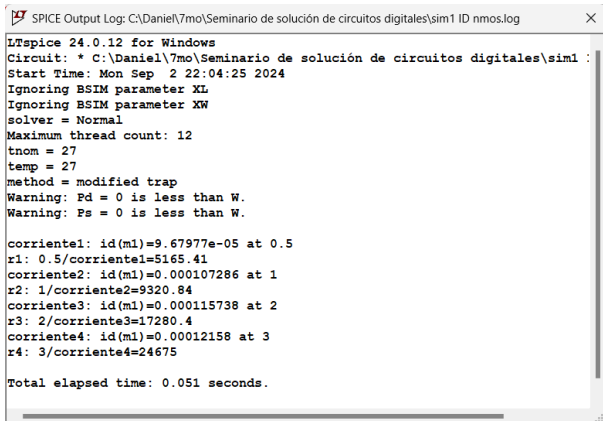 SPICE Output Log: C:\Daniel\7mo\Seminario de solución de circuitos digitales\sim1 ID nmos.log
LTspice 24.0.12 for Windows
Circuit: * C:\Daniel\7mo\Seminario de solución de circuitos digitales\sim1
Start Time: Mon Sep  2 22:04:25 2024
Ignoring BSIM parameter XL
Ignoring BSIM parameter XW
solver = Normal
Maximum thread count: 12
tnom = 27
temp = 27
method = modified trap
Warning: Pd = 0 is less than W.
Warning: Ps = 0 is less than W.
corriente1: id(m1)=9.67977e-05 at 0.5
r1: 0.5/corriente1=5165.41
corriente2: id(m1)=0.000107286 at 1
r2: 1/corriente2=9320.84
corriente3: id(m1)=0.000115738 at 2
r3: 2/corriente3=17280.4
corriente4: id(m1)=0.00012158 at 3
r4: 3/corriente4=24675
Total elapsed time: 0.051 seconds.